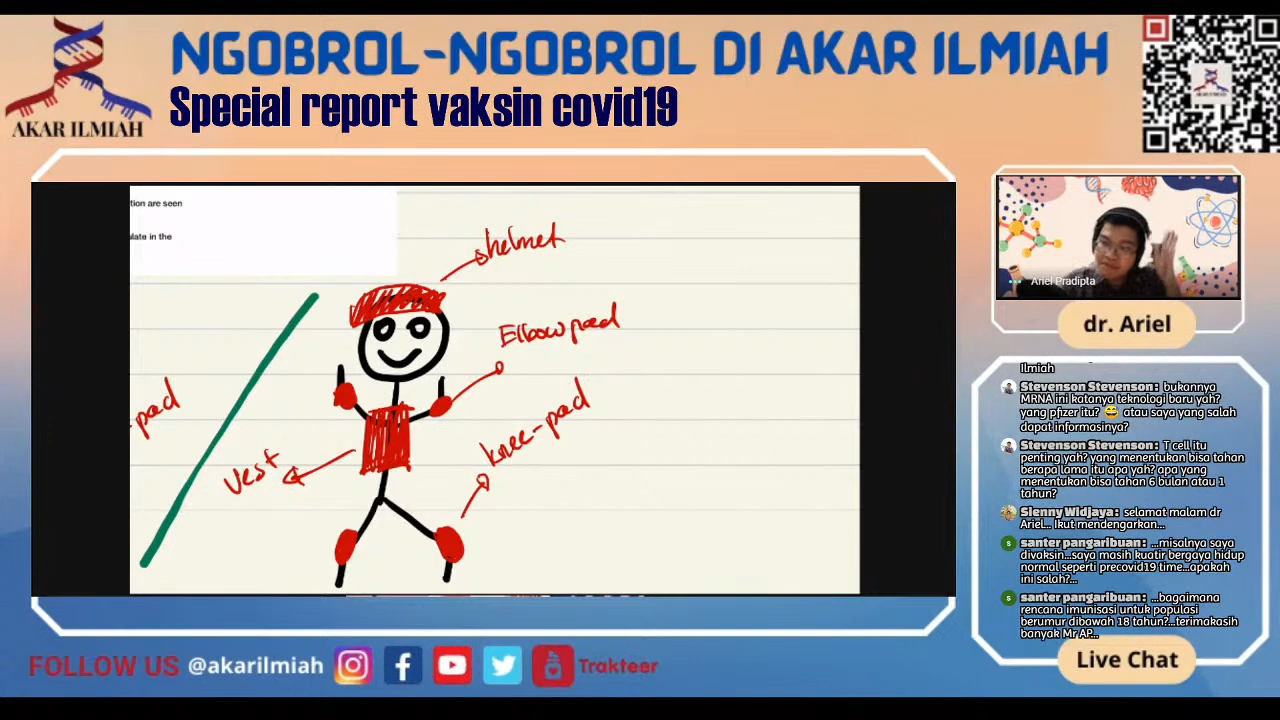 NGOBROL-NGOBROL DI AKAR ILMIAH
Special report vaksin covid19
AKAR ILMIAH
tion are seen
ulate in the
helmet
Elbow pad
knee-pad
-pad
Vest
Ariel Pradipta
dr. Ariel
Ilmiah
Stevenson Stevenson : bukannya
MRNA ini katanya teknologi baru yah?
yang pfizer itu? 😅 atau saya yang salah
dapat informasinya?
Stevenson Stevenson : T cell itu
penting yah? yang menentukan bisa tahan
berapa lama itu apa yah? apa yang
menentukan bisa tahan 6 bulan atau 1
tahun?
Sienny Widjaya : selamat malam dr
Ariel... Ikut mendengarkan...
santer pangaribuan : ...misalnya saya
divaksin...saya masih kuatir bergaya hidup
normal seperti precovid19 time...apakah
ini salah?...
santer pangaribuan : ...bagaimana
rencana imunisasi untuk populasi
berumur dibawah 18 tahun?...terimakasih
banyak Mr AP...
Live Chat
FOLLOW US @akarilmiah
Trakteer